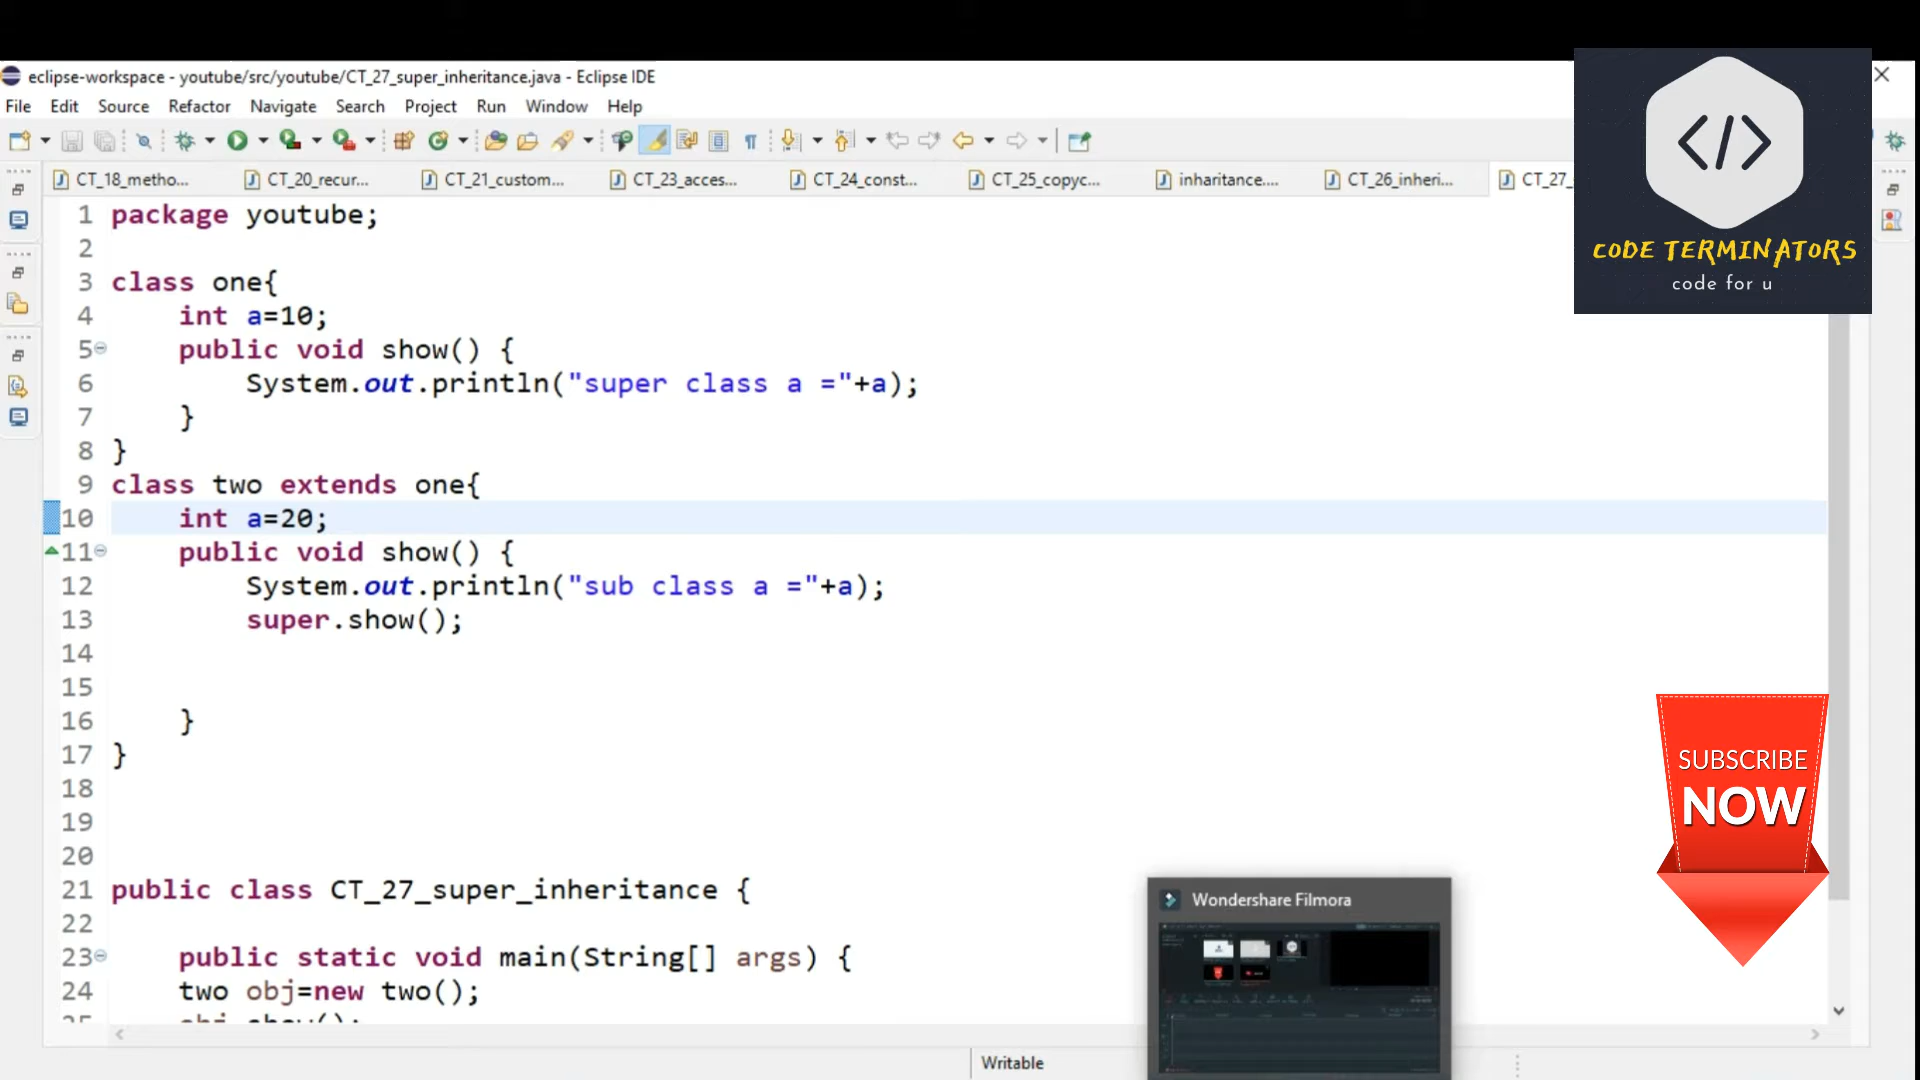 eclipse-workspace - youtube/src/youtube/CT_27_super_inheritance.java - Eclipse IDE
File Edit Source Refactor Navigate Search Project Run Window Help
CT_18_metho... CT_20_recur... CT_21_custom... CT_23_acces... CT_24_const... CT_25_copyc... inharitance.... CT_26_inheri... CT_27_
</>
CODE TERMINATORS
code for u
1 package youtube;
2
3 class one{
4 int a=10;
5 public void show() {
6 System.out.println("super class a ="+a);
7 }
8 }
9 class two extends one{
10 int a=20;
11 public void show() {
12 System.out.println("sub class a ="+a);
13 super.show();
14
15
16 }
17 }
18
19
20
21 public class CT_27_super_inheritance {
22
23 public static void main(String[] args) {
24 two obj=new two();
SUBSCRIBE
NOW
Wondershare Filmora
Writable